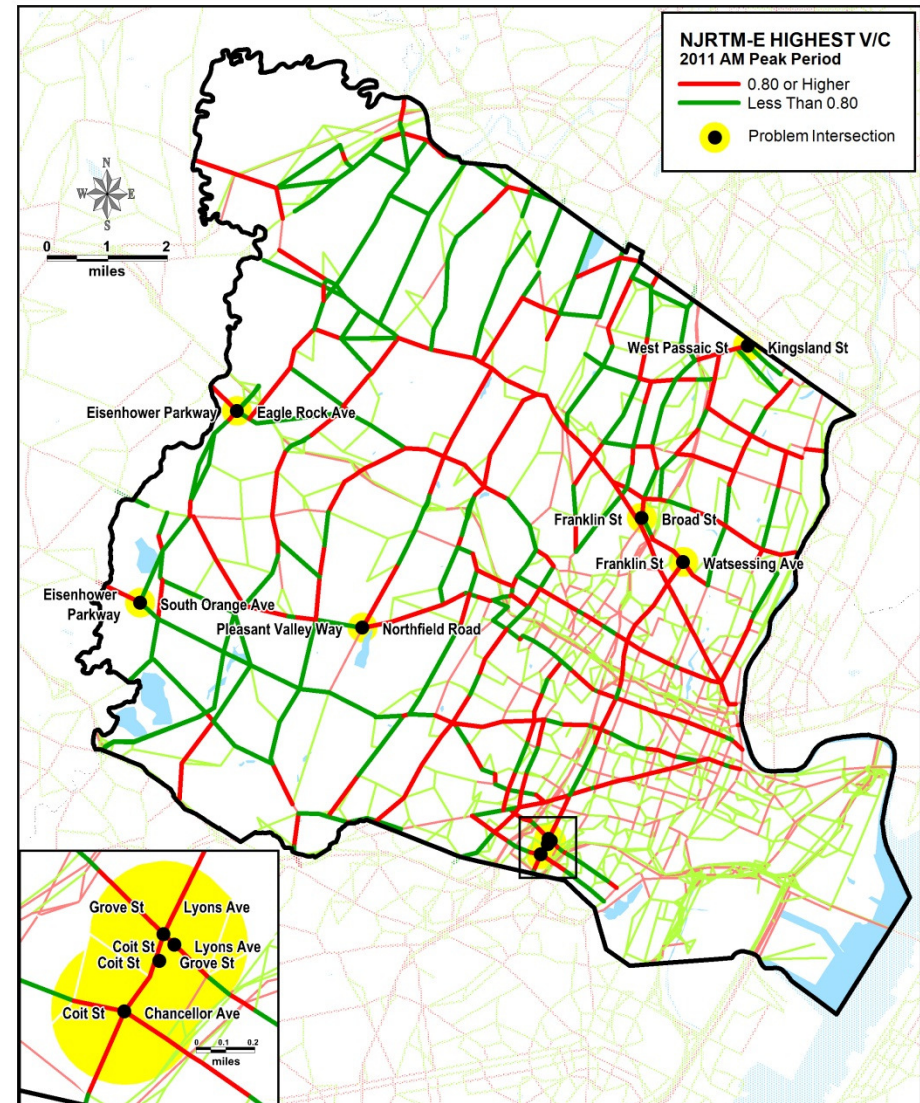 NJRTM-E HIGHEST V/C
2011 AM Peak Period
0.80 or Higher
Less Than 0.80
Problem Intersection
N
W E
S
0 1 2
miles
West Passaic St Kingsland St
Eisenhower Parkway Eagle Rock Ave
Franklin St Broad St
Franklin St Watsessing Ave
Eisenhower
Parkway South Orange Ave
Pleasant Valley Way Northfield Road
Grove St Lyons Ave
Coit St Lyons Ave
Coit St Grove St
Coit St Chancellor Ave
0 0.1 0.2
miles